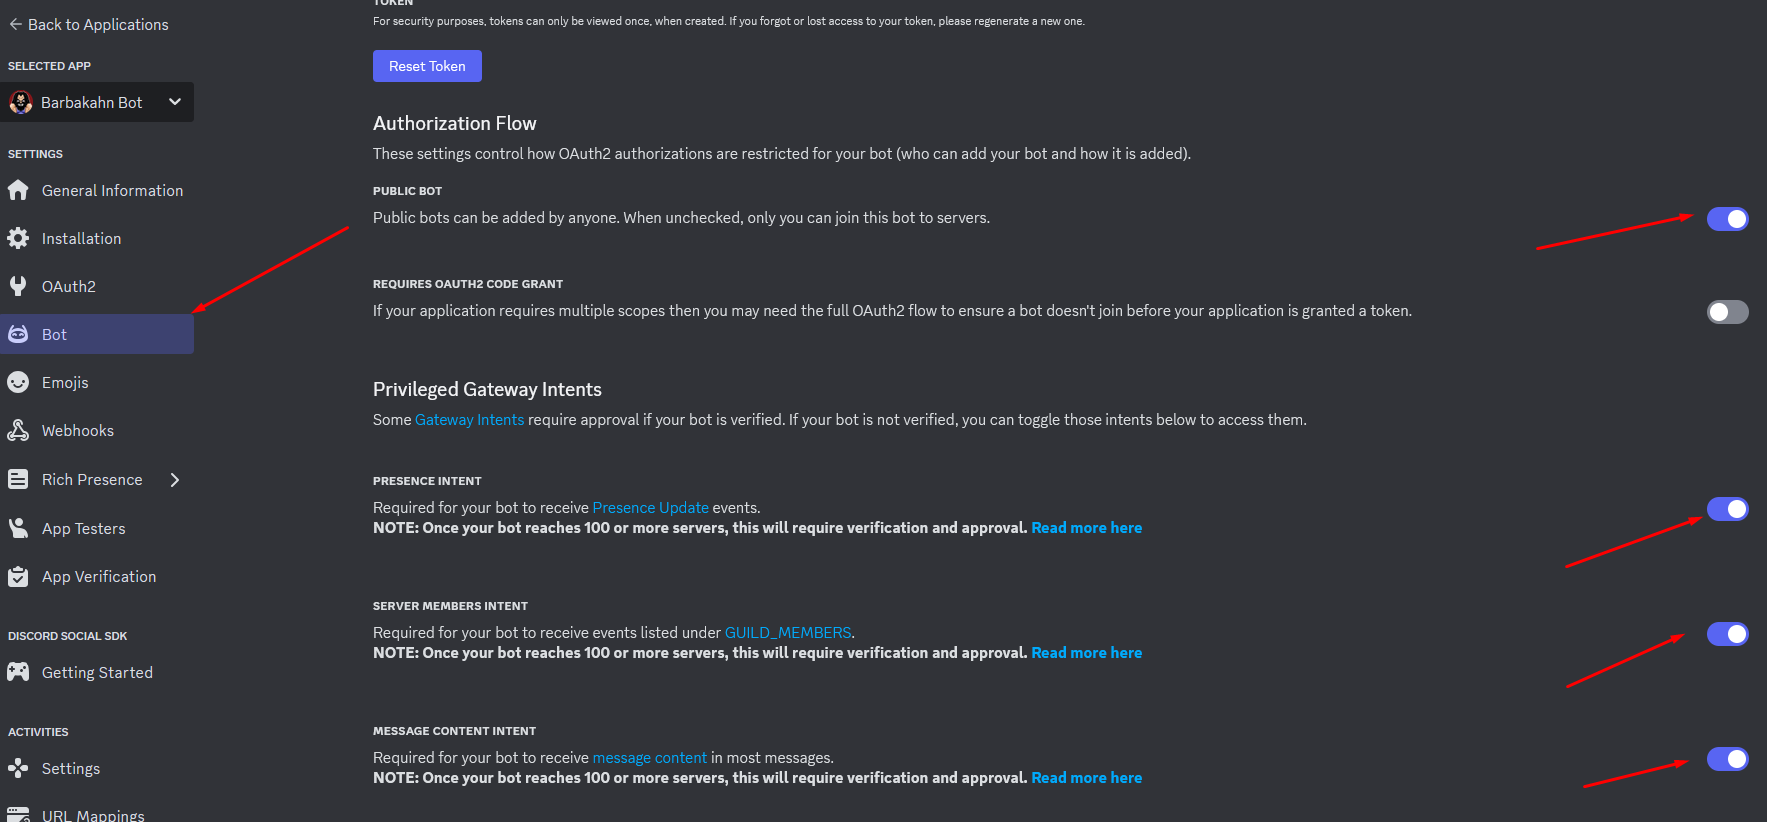 Back to Applications
SELECTED APP
Barbakahn Bot
SETTINGS
General Information
Installation
OAuth2
Bot
Emojis
Webhooks
Rich Presence
App Testers
App Verification
DISCORD SOCIAL SDK
Getting Started
ACTIVITIES
Settings
URL Mappings
TOKEN
For security purposes, tokens can only be viewed once, when created. If you forgot or lost access to your token, please regenerate a new one.
Reset Token
Authorization Flow
These settings control how OAuth2 authorizations are restricted for your bot (who can add your bot and how it is added).
PUBLIC BOT
Public bots can be added by anyone. When unchecked, only you can join this bot to servers.
REQUIRES OAUTH2 CODE GRANT
If your application requires multiple scopes then you may need the full OAuth2 flow to ensure a bot doesn't join before your application is granted a token.
Privileged Gateway Intents
Some Gateway Intents require approval if your bot is verified. If your bot is not verified, you can toggle those intents below to access them.
PRESENCE INTENT
Required for your bot to receive Presence Update events.
NOTE: Once your bot reaches 100 or more servers, this will require verification and approval. Read more here
SERVER MEMBERS INTENT
Required for your bot to receive events listed under GUILD_MEMBERS.
NOTE: Once your bot reaches 100 or more servers, this will require verification and approval. Read more here
MESSAGE CONTENT INTENT
Required for your bot to receive message content in most messages.
NOTE: Once your bot reaches 100 or more servers, this will require verification and approval. Read more here